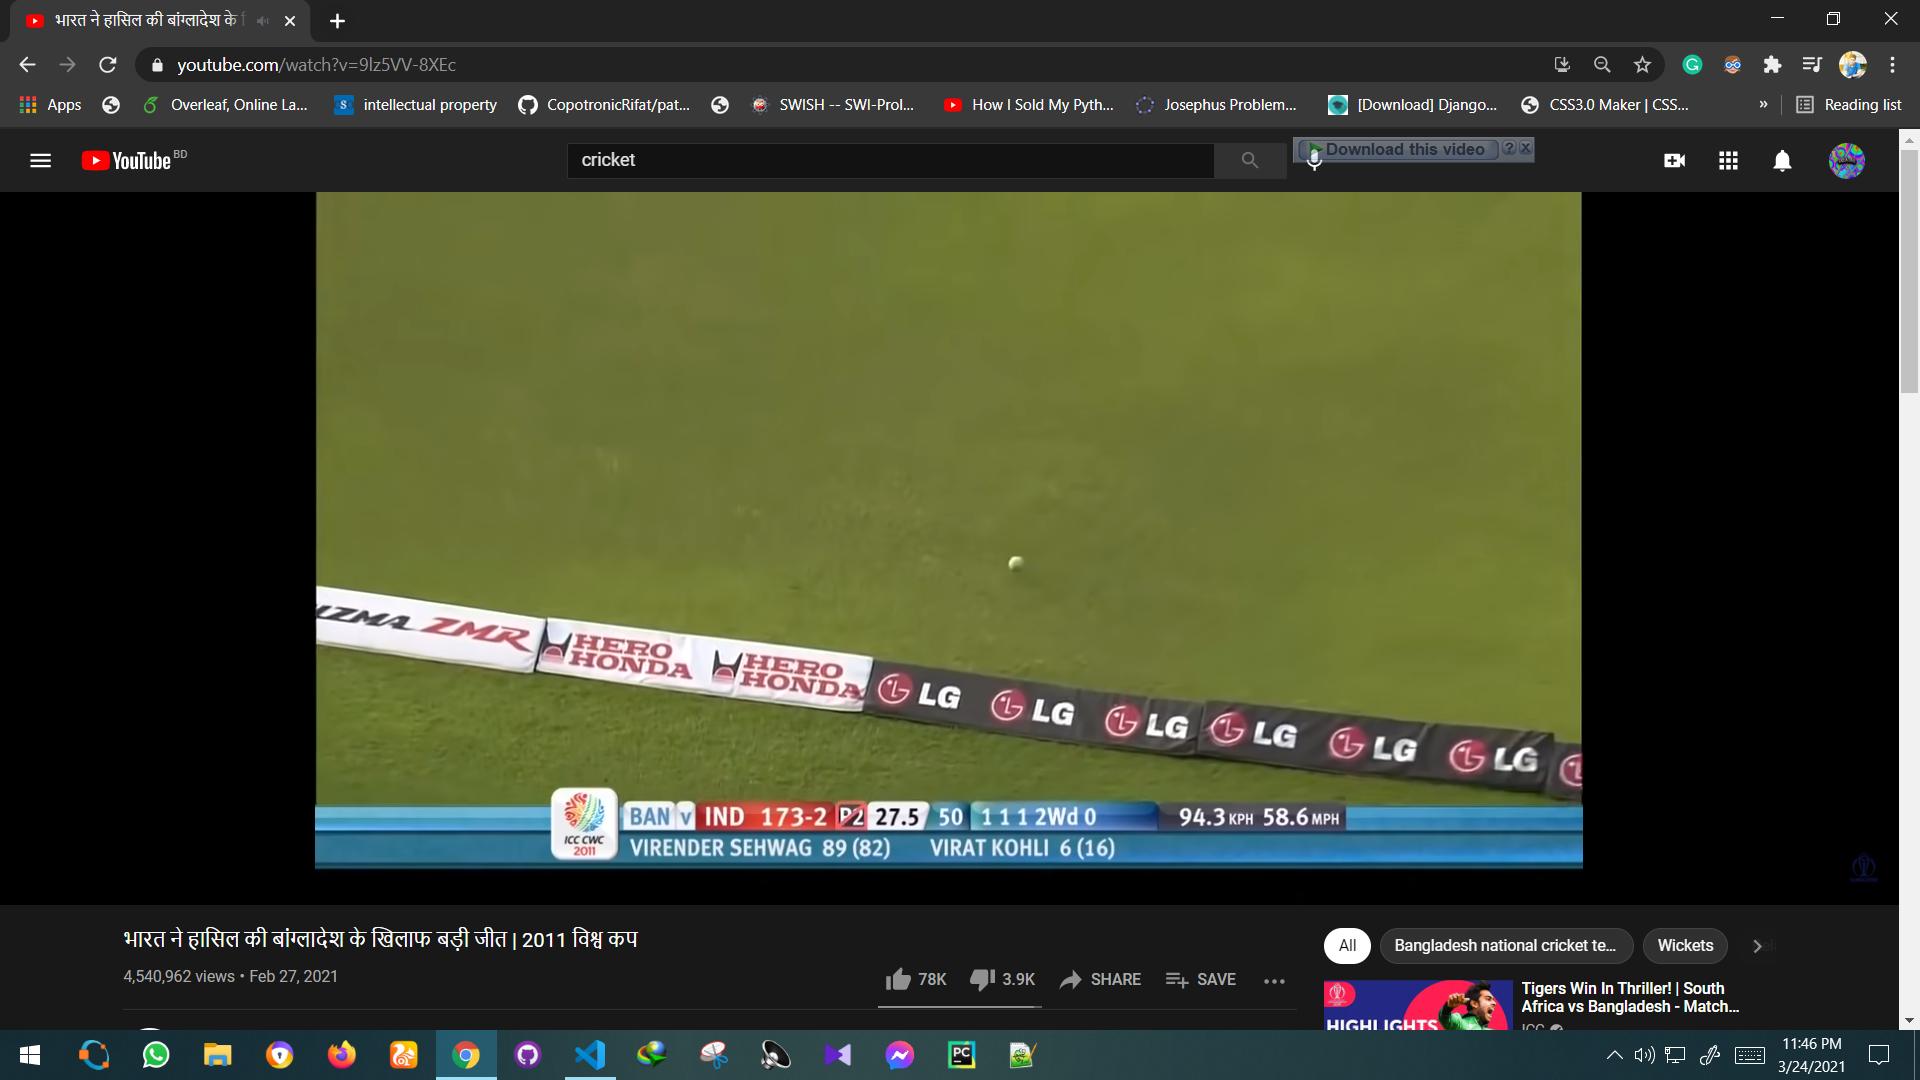 भारत ने हासिल की बांग्लादेश के
youtube.com/watch?v=9lz5VV-8XEc
Apps
Overleaf, Online La...
intellectual property
CopotronicRifat/pat...
SWISH -- SWI-Prol...
How I Sold My Pyth...
Josephus Problem...
[Download] Django...
CSS3.0 Maker | CSS...
»
Reading list
YouTube BD
cricket
Download this video
ZMR
HERO HONDA
HERO HONDA
LG LG LG LG LG LG
BAN v IND 173-2 P2 27.5 50 1 1 1 2Wd 0 94.3 KPH 58.6 MPH
ICC CWC 2011
VIRENDER SEHWAG 89 (82) VIRAT KOHLI 6 (16)
भारत ने हासिल की बांग्लादेश के खिलाफ बड़ी जीत | 2011 विश्व कप
4,540,962 views • Feb 27, 2021
78K
3.9K
SHARE
SAVE
All
Bangladesh national cricket te...
Wickets
HIGHLIGHTS
Tigers Win In Thriller! | South
Africa vs Bangladesh - Match...
ICC
PC
11:46 PM
3/24/2021